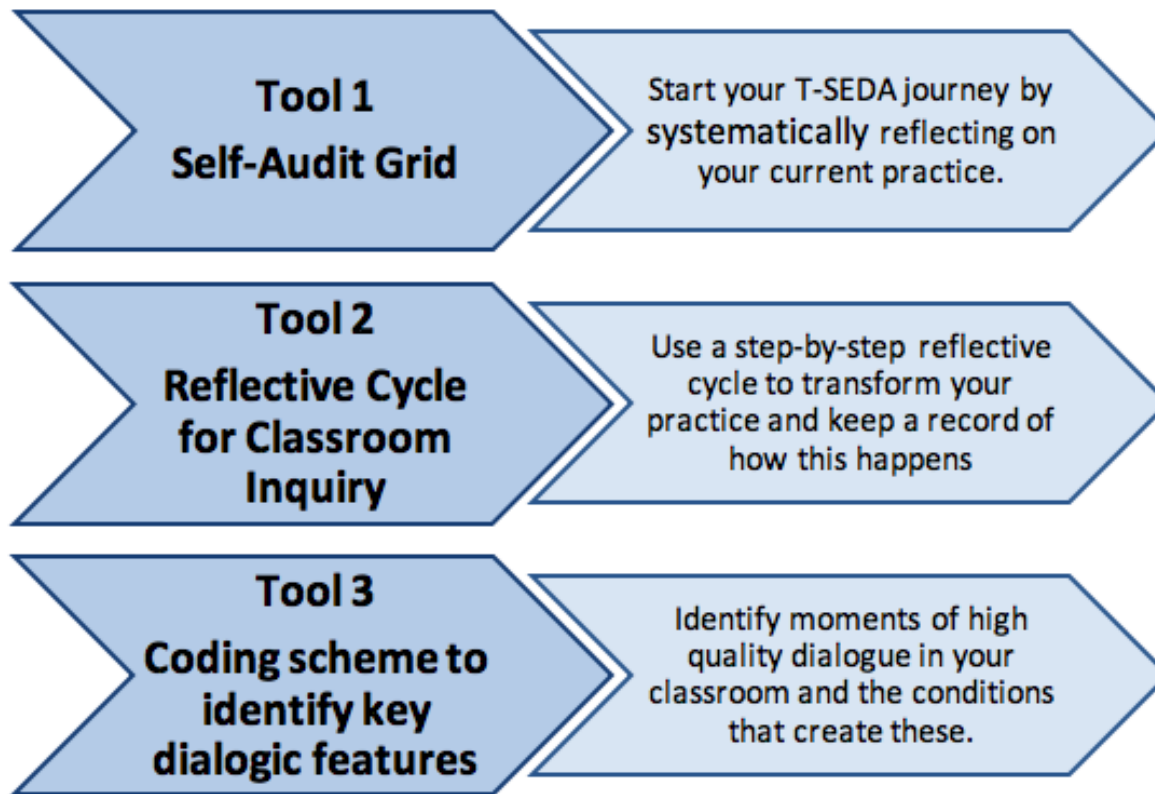 Tool 1
Self-Audit Grid
Start your T-SEDA journey by
systematically reflecting on
your current practice.
Tool 2
Reflective Cycle
for Classroom
Inquiry
Use a step-by-step reflective
cycle to transform your
practice and keep a record of
how this happens
Tool 3
Coding scheme to
identify key
dialogic features
Identify moments of high
quality dialogue in your
classroom and the conditions
that create these.